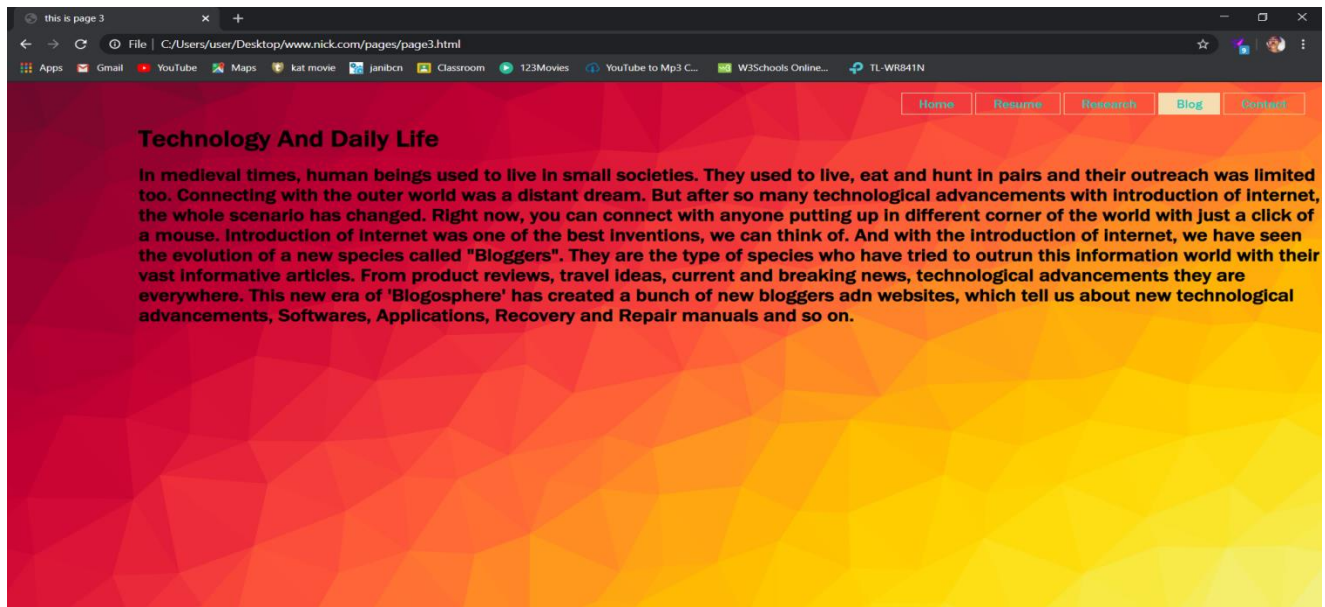 this is page 3
File | C:/Users/user/Desktop/www.nick.com/pages/page3.html
Apps Gmail YouTube Maps kat movie janibcn Classroom 123Movies YouTube to Mp3 C... W3Schools Online... TL-WR841N
Home Resume Research Blog Contact
Technology And Daily Life
In medieval times, human beings used to live in small societies. They used to live, eat and hunt in pairs and their outreach was limited
too. Connecting with the outer world was a distant dream. But after so many technological advancements with introduction of internet,
the whole scenario has changed. Right now, you can connect with anyone putting up in different corner of the world with just a click of
a mouse. Introduction of internet was one of the best inventions, we can think of. And with the introduction of internet, we have seen
the evolution of a new species called "Bloggers". They are the type of species who have tried to outrun this information world with their
vast informative articles. From product reviews, travel ideas, current and breaking news, technological advancements they are
everywhere. This new era of 'Blogosphere' has created a bunch of new bloggers adn websites, which tell us about new technological
advancements, Softwares, Applications, Recovery and Repair manuals and so on.